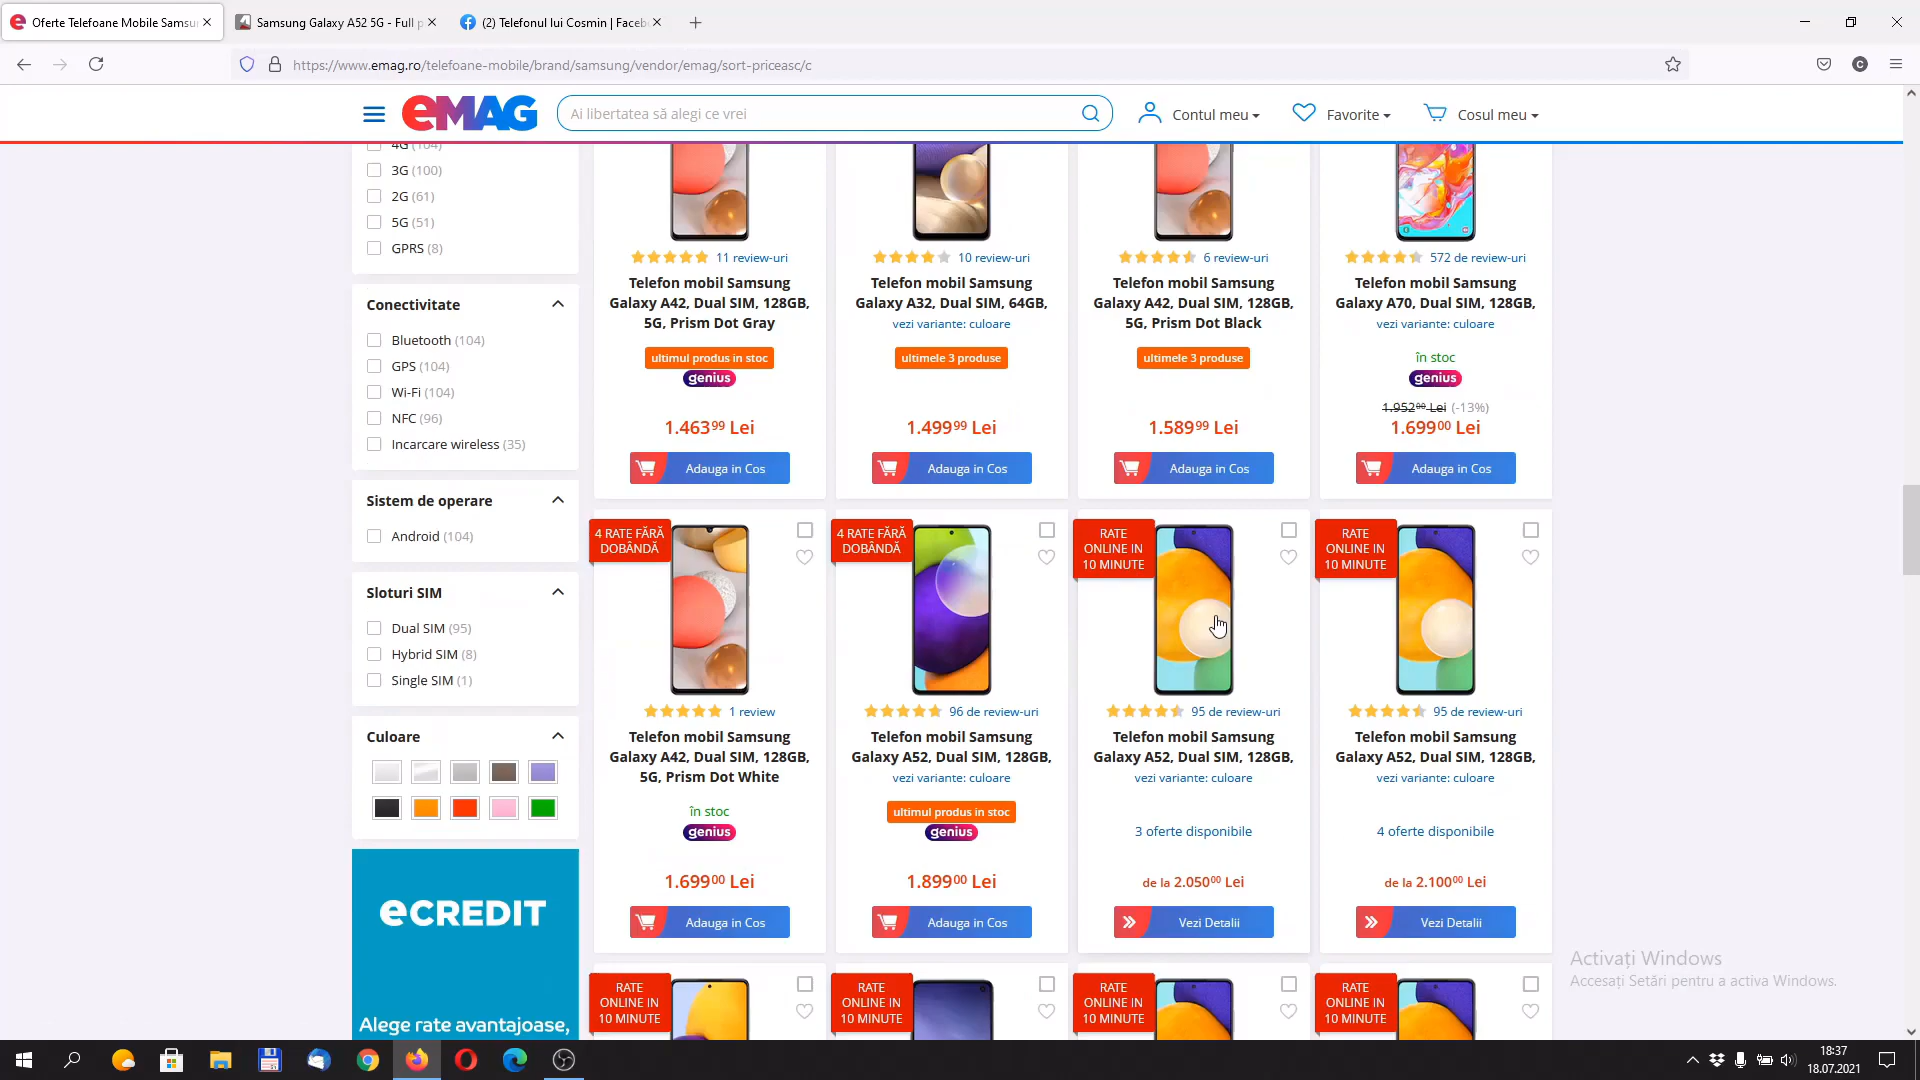 Oferte Telefoane Mobile Samsu
Samsung Galaxy A52 5G - Full p
(2) Telefonul lui Cosmin | Faceb
https://www.emag.ro/telefoane-mobile/brand/samsung/vendor/emag/sort-priceasc/c
eMAG
Ai libertatea să alegi ce vrei
Contul meu
Favorite
Cosul meu
4G (104)
3G (100)
2G (61)
5G (51)
GPRS (8)
Conectivitate
Bluetooth (104)
GPS (104)
Wi-Fi (104)
NFC (96)
Incarcare wireless (35)
Sistem de operare
Android (104)
Sloturi SIM
Dual SIM (95)
Hybrid SIM (8)
Single SIM (1)
Culoare
eCREDIT
Alege rate avantajoase,
11 review-uri
Telefon mobil Samsung
Galaxy A42, Dual SIM, 128GB,
5G, Prism Dot Gray
ultimul produs in stoc
genius
1.463⁹⁹ Lei
Adauga in Cos
10 review-uri
Telefon mobil Samsung
Galaxy A32, Dual SIM, 64GB,
vezi variante: culoare
ultimele 3 produse
1.499⁹⁹ Lei
Adauga in Cos
6 review-uri
Telefon mobil Samsung
Galaxy A42, Dual SIM, 128GB,
5G, Prism Dot Black
ultimele 3 produse
1.589⁹⁹ Lei
Adauga in Cos
572 de review-uri
Telefon mobil Samsung
Galaxy A70, Dual SIM, 128GB,
vezi variante: culoare
în stoc
genius
1.952⁰⁰ Lei (-13%)
1.699⁰⁰ Lei
Adauga in Cos
4 RATE FĂRĂ
DOBÂNDĂ
1 review
Telefon mobil Samsung
Galaxy A42, Dual SIM, 128GB,
5G, Prism Dot White
în stoc
genius
1.699⁰⁰ Lei
Adauga in Cos
4 RATE FĂRĂ
DOBÂNDĂ
96 de review-uri
Telefon mobil Samsung
Galaxy A52, Dual SIM, 128GB,
vezi variante: culoare
ultimul produs in stoc
genius
1.899⁰⁰ Lei
Adauga in Cos
RATE
ONLINE IN
10 MINUTE
95 de review-uri
Telefon mobil Samsung
Galaxy A52, Dual SIM, 128GB,
vezi variante: culoare
3 oferte disponibile
de la 2.050⁰⁰ Lei
Vezi Detalii
RATE
ONLINE IN
10 MINUTE
95 de review-uri
Telefon mobil Samsung
Galaxy A52, Dual SIM, 128GB,
vezi variante: culoare
4 oferte disponibile
de la 2.100⁰⁰ Lei
Vezi Detalii
RATE
ONLINE IN
10 MINUTE
RATE
ONLINE IN
10 MINUTE
RATE
ONLINE IN
10 MINUTE
RATE
ONLINE IN
10 MINUTE
Activați Windows
Accesați Setări pentru a activa Windows.
18:37
18.07.2021